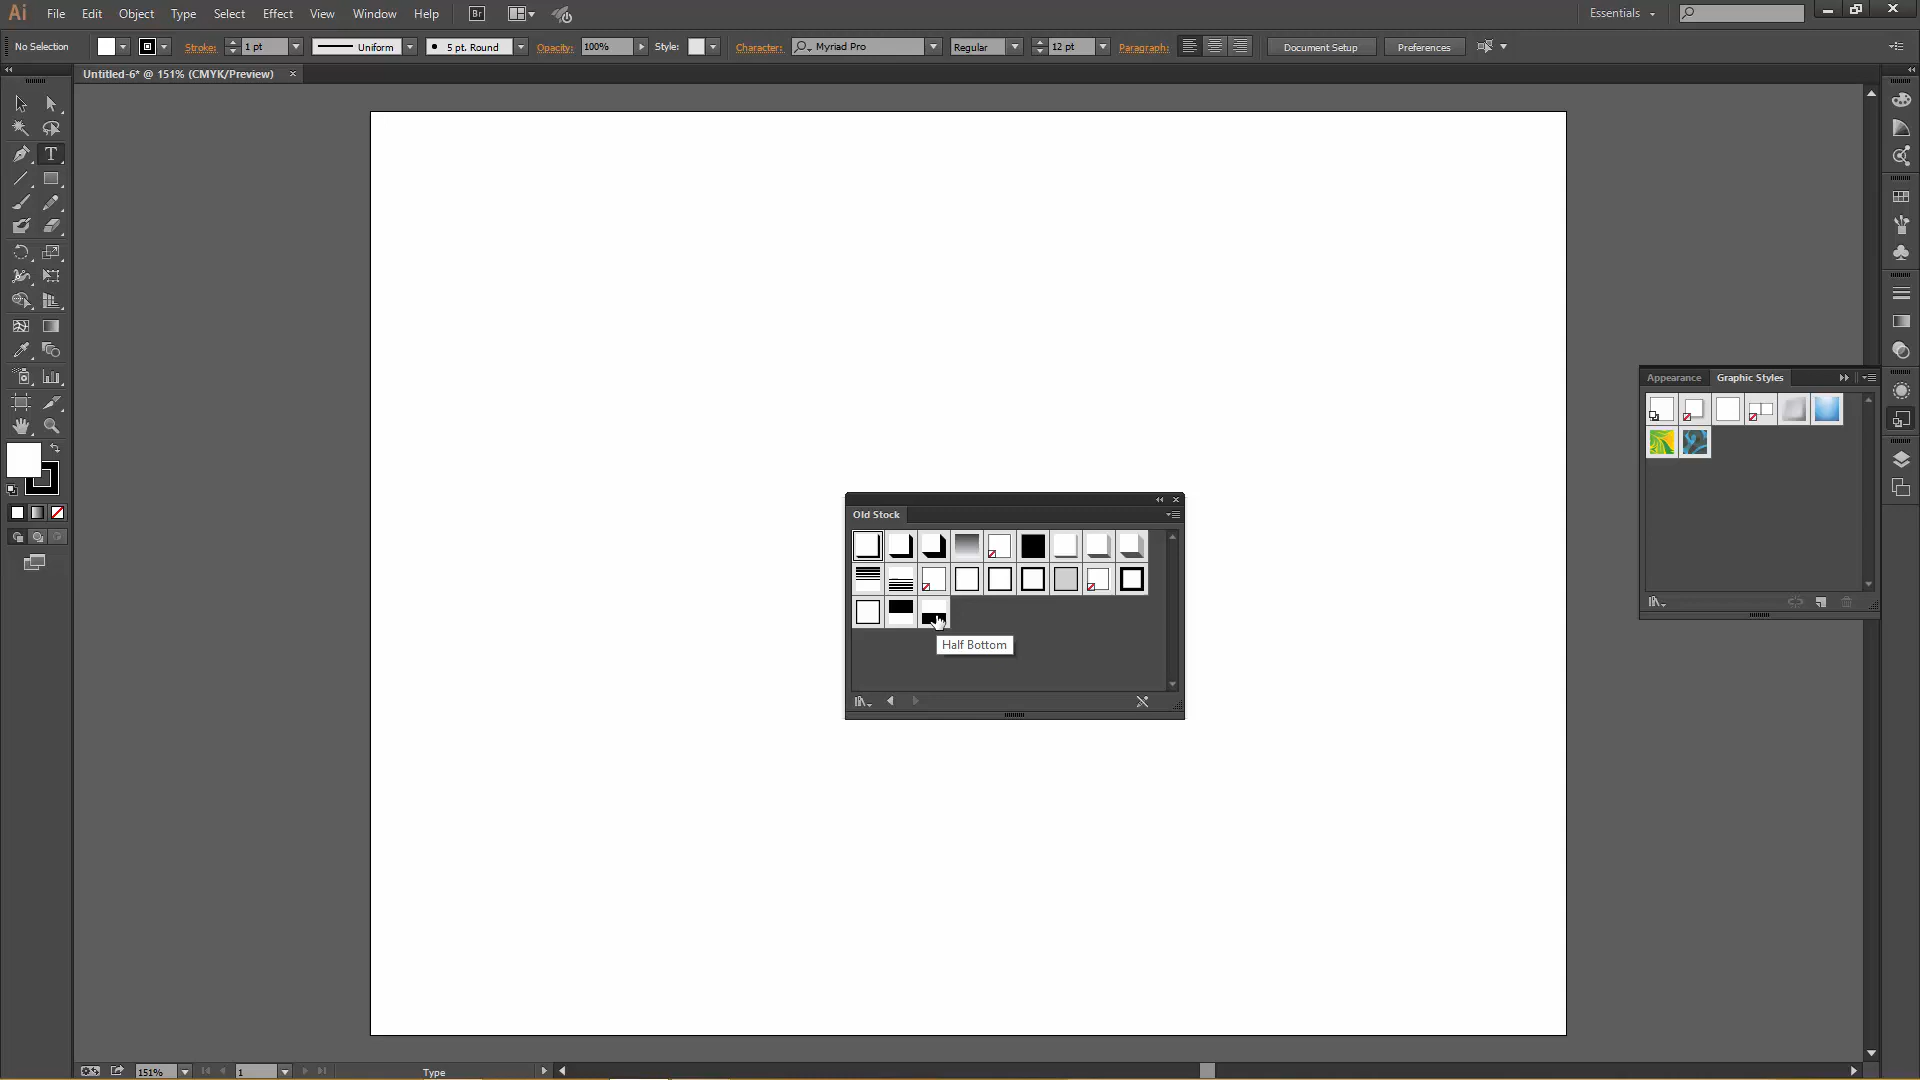 Ai File Edit Object Type Select Effect View Window Help Br Essentials
No Selection Stroke: 1 pt Uniform 5 pt. Round Opacity: 100% Style: Character: Myriad Pro Regular 12 pt Paragraph: Document Setup Preferences
Untitled-6* @ 151% (CMYK/Preview)
T
Appearance Graphic Styles
Old Stock
Half Bottom
151% 1 Type